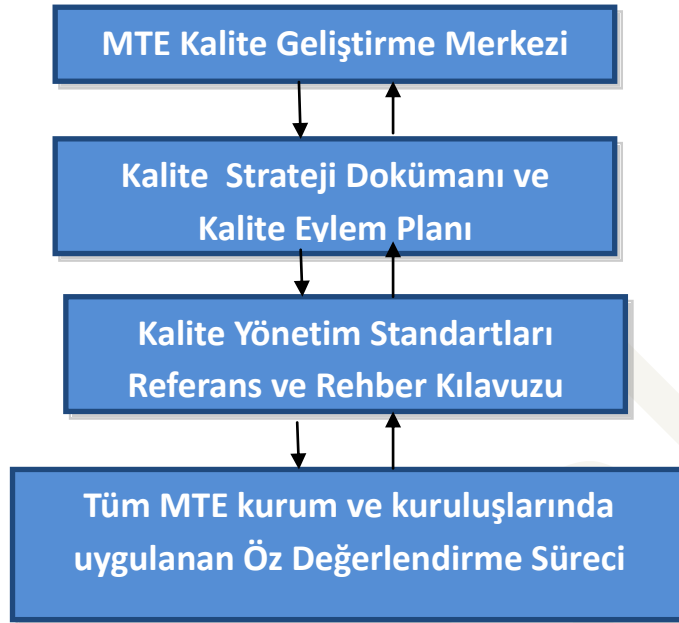 MTE Kalite Geliştirme Merkezi
Kalite Strateji Dokümanı ve
Kalite Eylem Planı
Kalite Yönetim Standartları
Referans ve Rehber Kılavuzu
Tüm MTE kurum ve kuruluşlarında
uygulanan Öz Değerlendirme Süreci